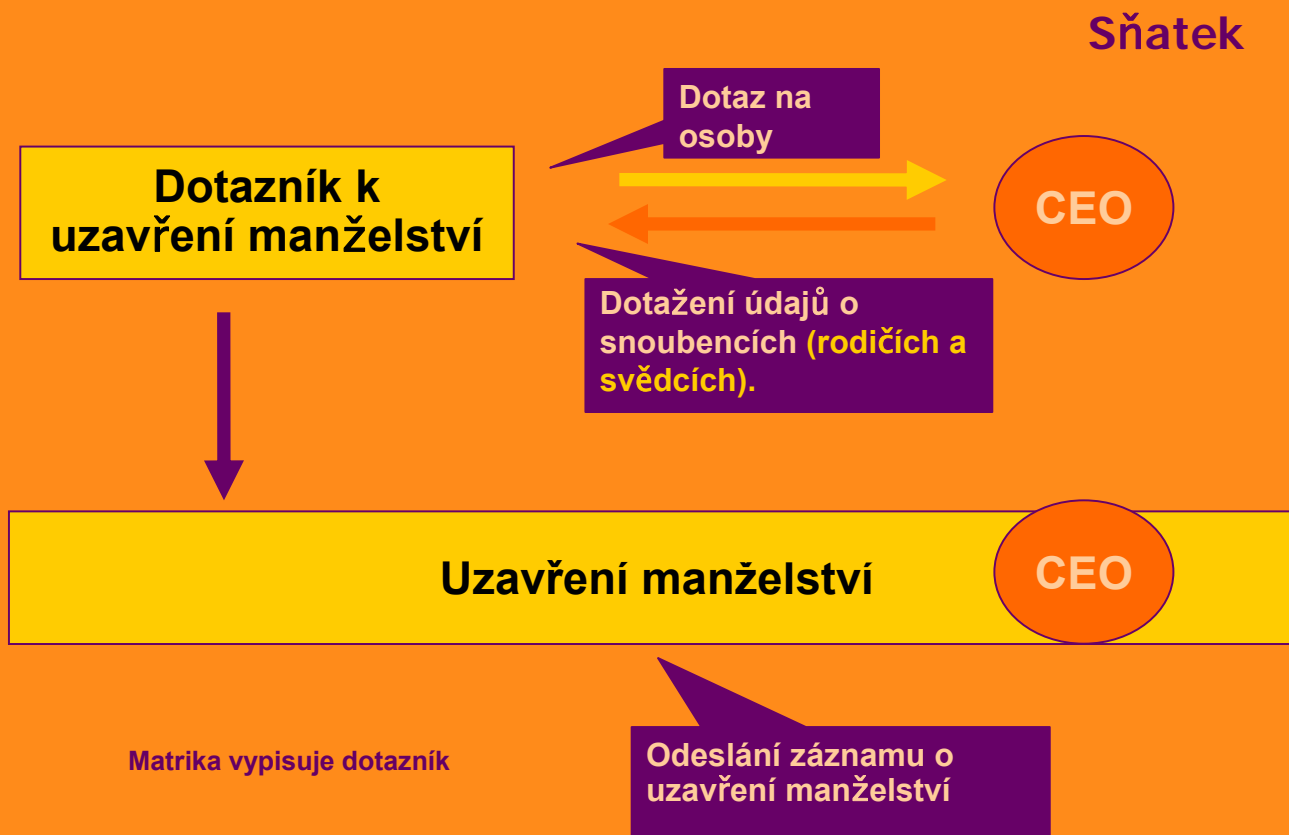 Sňatek
Dotaz na
osoby
Dotazník k
uzavření manželství
CEO
Dotažení údajů o
snoubencích (rodičích a
svědcích).
Uzavření manželství
CEO
Matrika vypisuje dotazník
Odeslání záznamu o
uzavření manželství